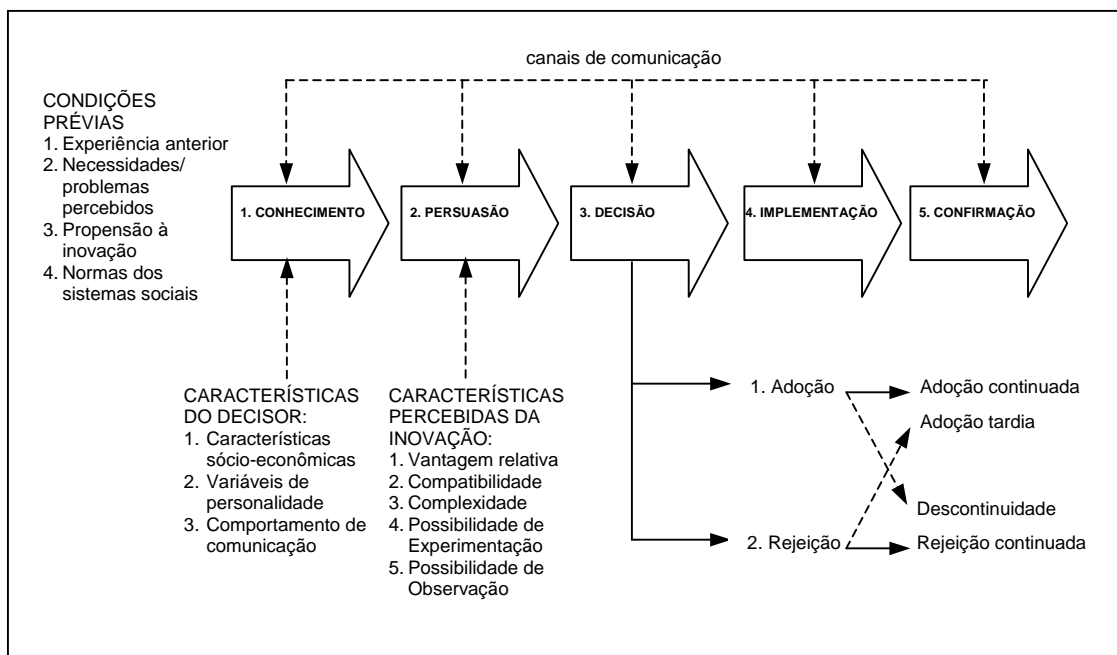 canais de comunicação
CONDIÇÕES
PRÉVIAS
1. Experiência anterior
2. Necessidades/
problemas
percebidos
3. Propensão à
inovação
4. Normas dos
sistemas sociais
1. CONHECIMENTO
2. PERSUASÃO
3. DECISÃO
4. IMPLEMENTAÇÃO
5. CONFIRMAÇÃO
CARACTERÍSTICAS
DO DECISOR:
1. Características
sócio-econômicas
2. Variáveis de
personalidade
3. Comportamento de
comunicação
CARACTERÍSTICAS
PERCEBIDAS DA
INOVAÇÃO:
1. Vantagem relativa
2. Compatibilidade
3. Complexidade
4. Possibilidade de
Experimentação
5. Possibilidade de
Observação
1. Adoção
Adoção continuada
Adoção tardia
Descontinuidade
2. Rejeição
Rejeição continuada